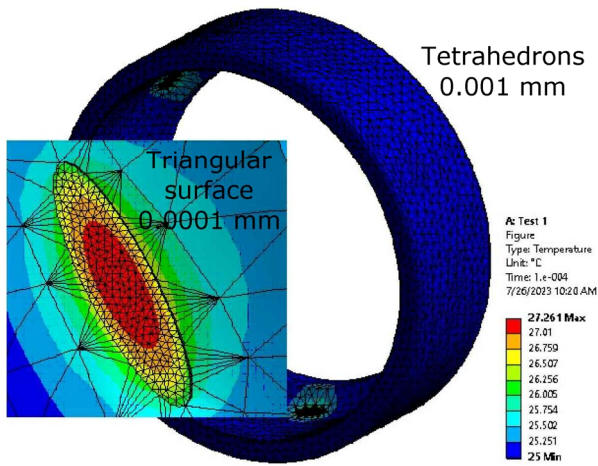 Tetrahedrons
0.001 mm
Triangular
surface
0.0001 mm
A: Test 1
Figure
Type: Temperature
Unit: °C
Time: 1.e-004
7/26/2023 10:20 AM
27.261 Max
27.01
26.759
26.507
26.256
26.005
25.754
25.502
25.251
25 Min